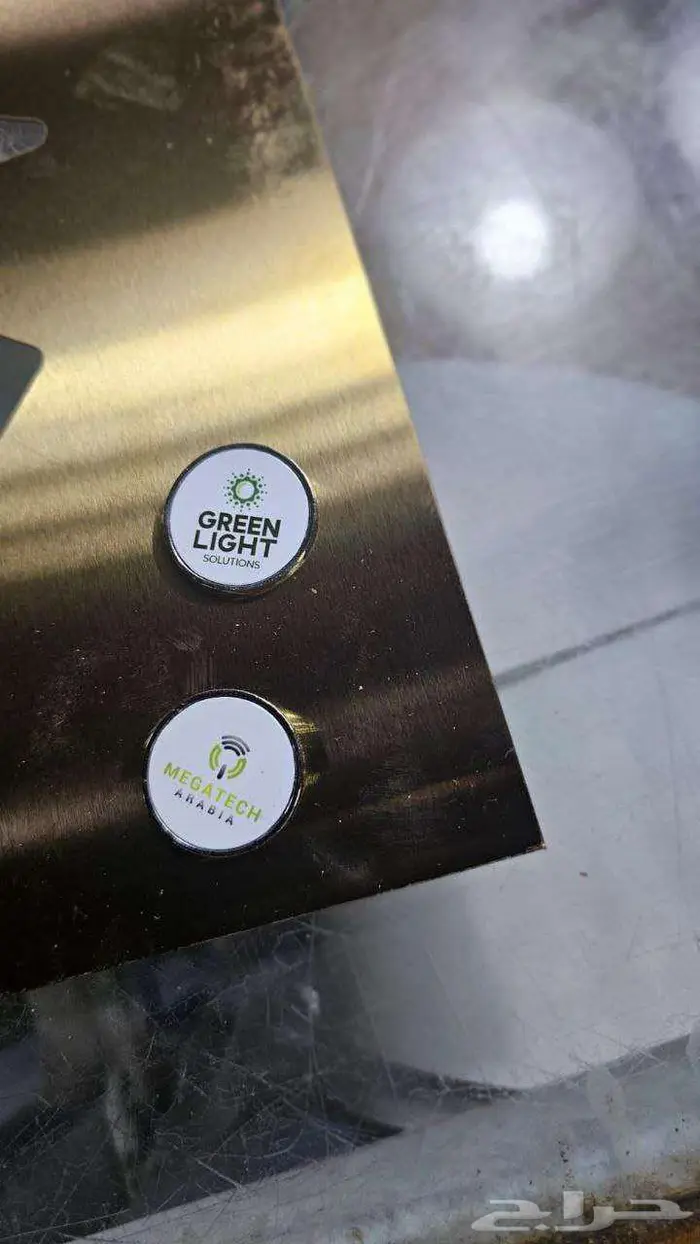 GREEN
LIGHT
SOLUTIONS
MEGATECH
ARABIA
حراج